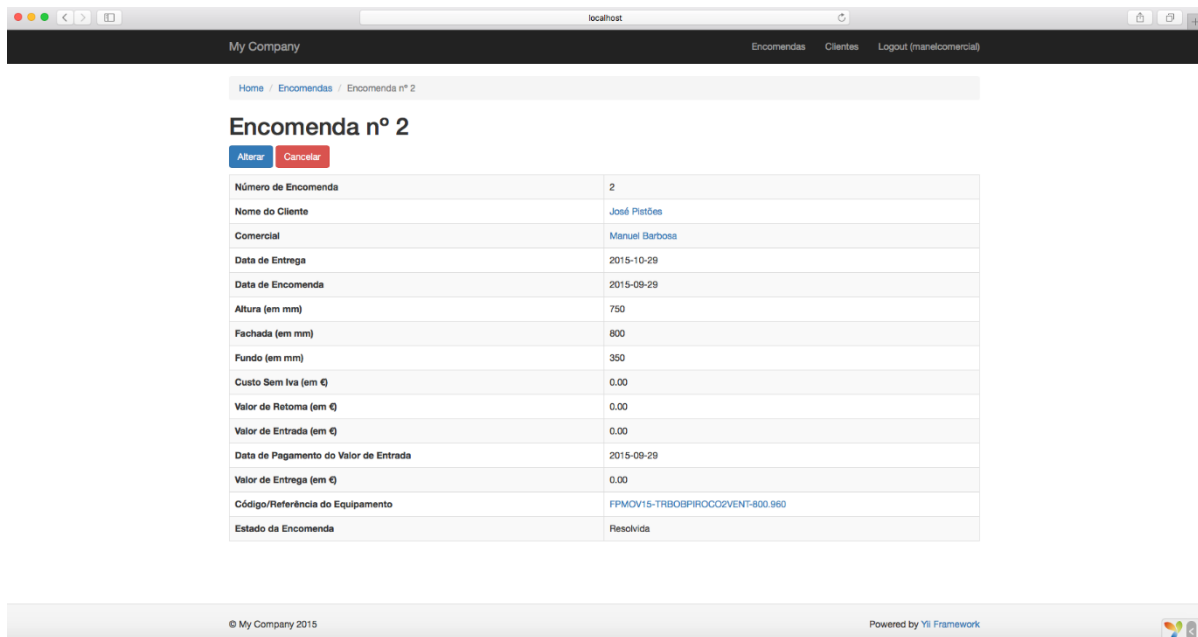 localhost
My Company Encomendas Clientes Logout (manelcomercial)
Home / Encomendas / Encomenda nº 2
Encomenda nº 2
Alterar Cancelar
Número de Encomenda 2
Nome do Cliente José Pistões
Comercial Manuel Barbosa
Data de Entrega 2015-10-29
Data de Encomenda 2015-09-29
Altura (em mm) 750
Fachada (em mm) 800
Fundo (em mm) 350
Custo Sem Iva (em €) 0.00
Valor de Retoma (em €) 0.00
Valor de Entrada (em €) 0.00
Data de Pagamento do Valor de Entrada 2015-09-29
Valor de Entrega (em €) 0.00
Código/Referência do Equipamento FPMOV15-TRBOBPIROCO2VENT-800.960
Estado da Encomenda Resolvida
© My Company 2015 Powered by Yii Framework